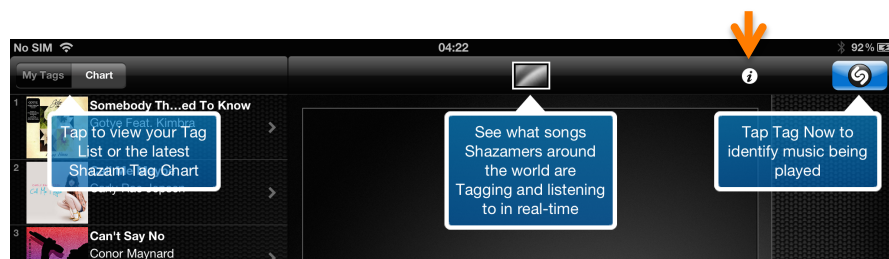 No SIM 04:22 92%
My Tags Chart i
1 Somebody Th...ed To Know
Gotye Feat. Kimbra
Tap to view your Tag
List or the latest
Shazam Tag Chart
See what songs
Shazamers around
the world are
Tagging and listening
to in real-time
Tap Tag Now to
identify music being
played
2
Carly Rae Jepsen
3 Can't Say No
Conor Maynard